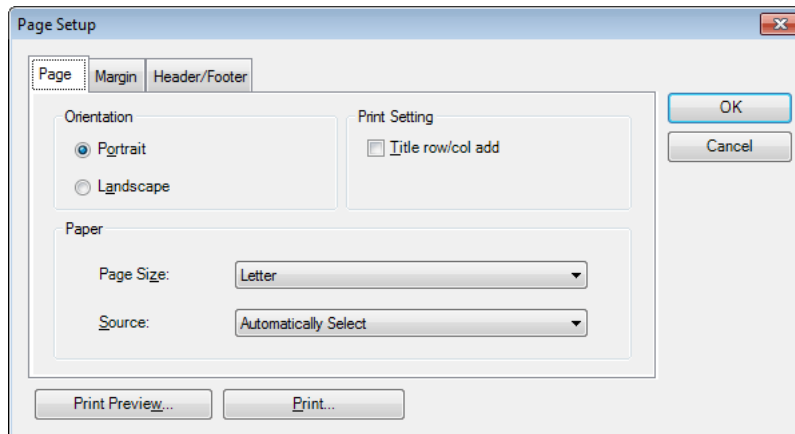 Page Setup
Page Margin Header/Footer
Orientation
Portrait
Landscape
Print Setting
Title row/col add
OK
Cancel
Paper
Page Size: Letter
Source: Automatically Select
Print Preview... Print...